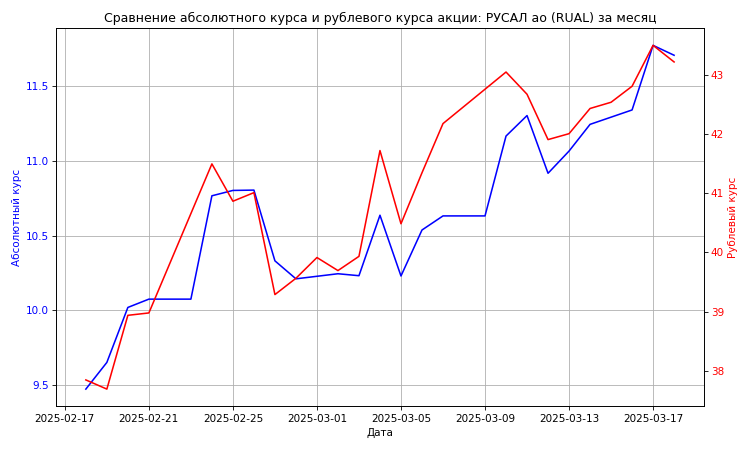 Сравнение абсолютного курса и рублевого курса акции: РУСАЛ ао (RUAL) за месяц
Абсолютный курс
11.5
11.0
10.5
10.0
9.5
43
42
41
40
39
38
Рублевый курс
2025-02-17 2025-02-21 2025-02-25 2025-03-01 2025-03-05 2025-03-09 2025-03-13 2025-03-17
Дата